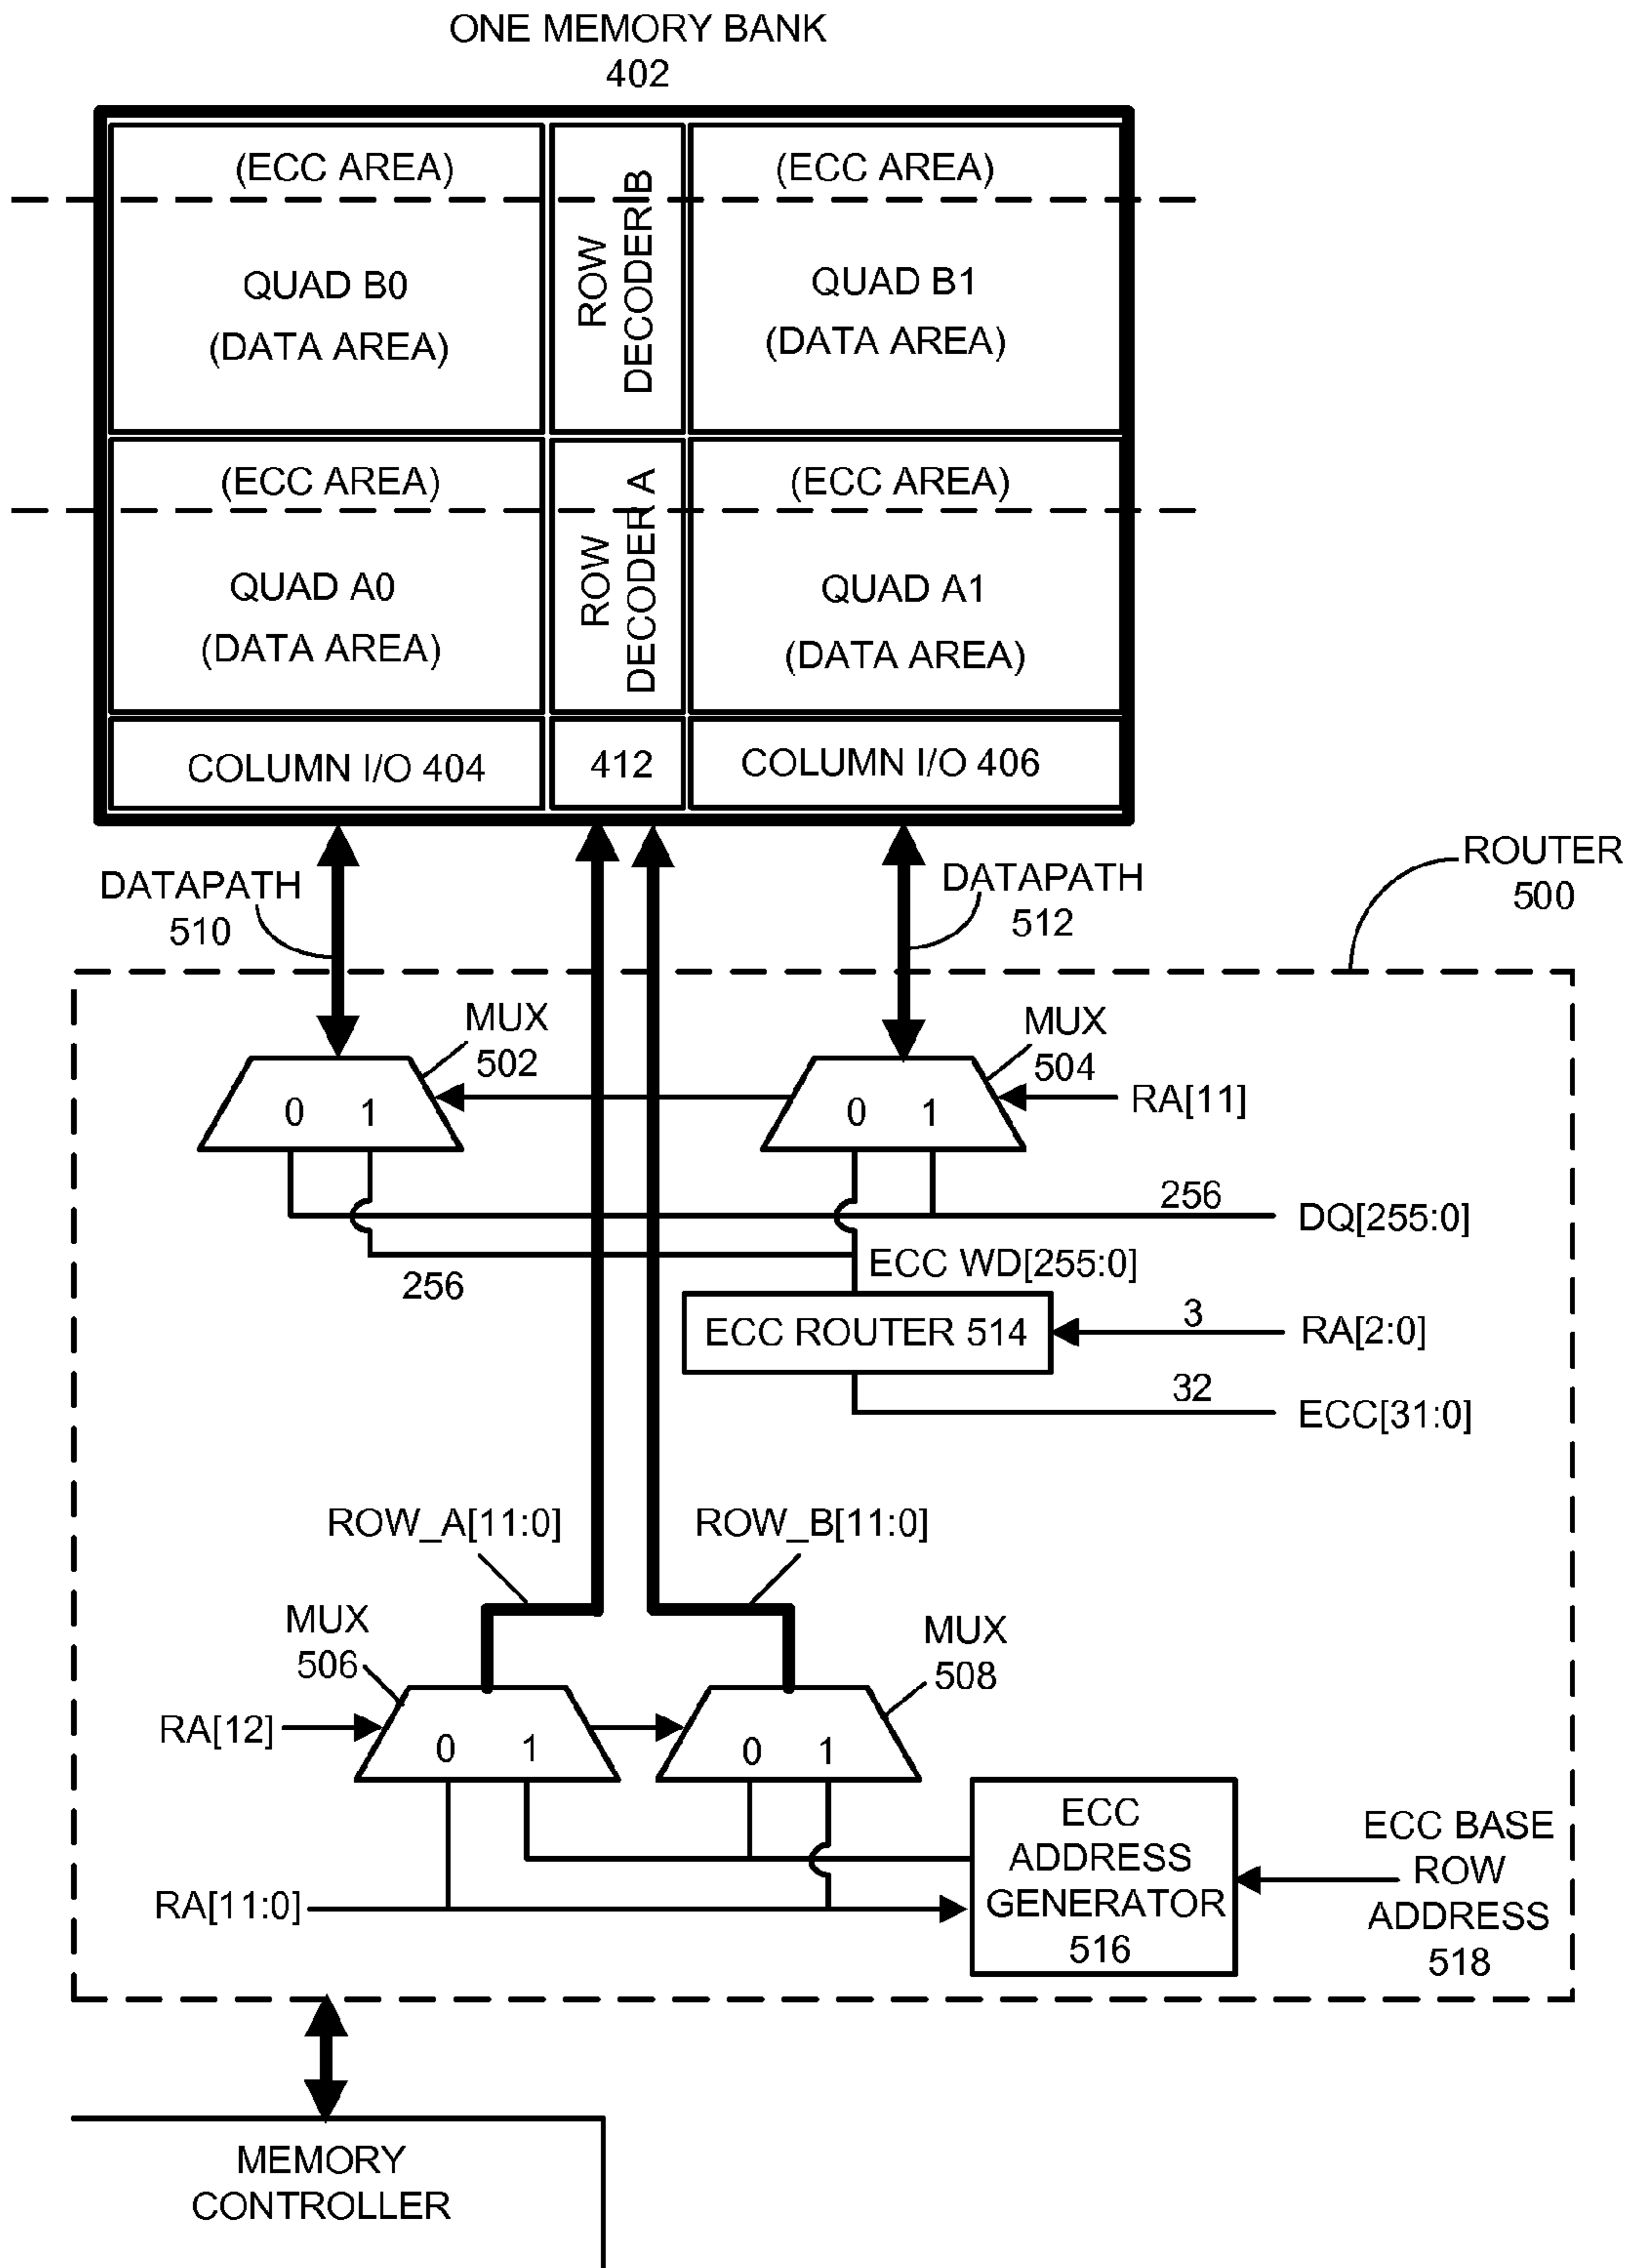 ONE MEMORY BANK
402
(ECC AREA)
(ECC AREA)
QUAD B0
(DATA AREA)
ROW
DECODER B
QUAD B1
(DATA AREA)
(ECC AREA)
(ECC AREA)
QUAD A0
(DATA AREA)
ROW
DECODER A
QUAD A1
(DATA AREA)
COLUMN I/O 404
412
COLUMN I/O 406
DATAPATH
510
DATAPATH
512
ROUTER
500
MUX
502
MUX
504
0 1
0 1
RA[11]
256
DQ[255:0]
256
ECC WD[255:0]
ECC ROUTER 514
3
RA[2:0]
32
ECC[31:0]
ROW_A[11:0]
ROW_B[11:0]
MUX
506
MUX
508
RA[12]
0 1
0 1
RA[11:0]
ECC
ADDRESS
GENERATOR
516
ECC BASE
ROW
ADDRESS
518
MEMORY
CONTROLLER